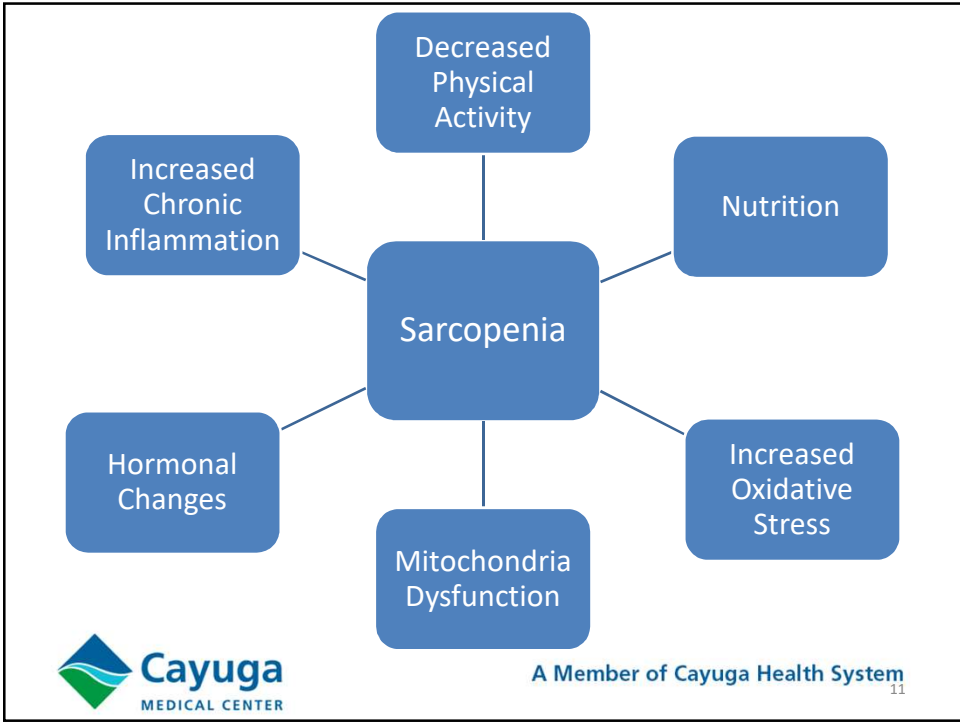 Decreased
Physical
Activity
Increased
Chronic
Inflammation
Nutrition
Sarcopenia
Hormonal
Changes
Increased
Oxidative
Stress
Mitochondria
Dysfunction
Cayuga
MEDICAL CENTER
A Member of Cayuga Health System
11